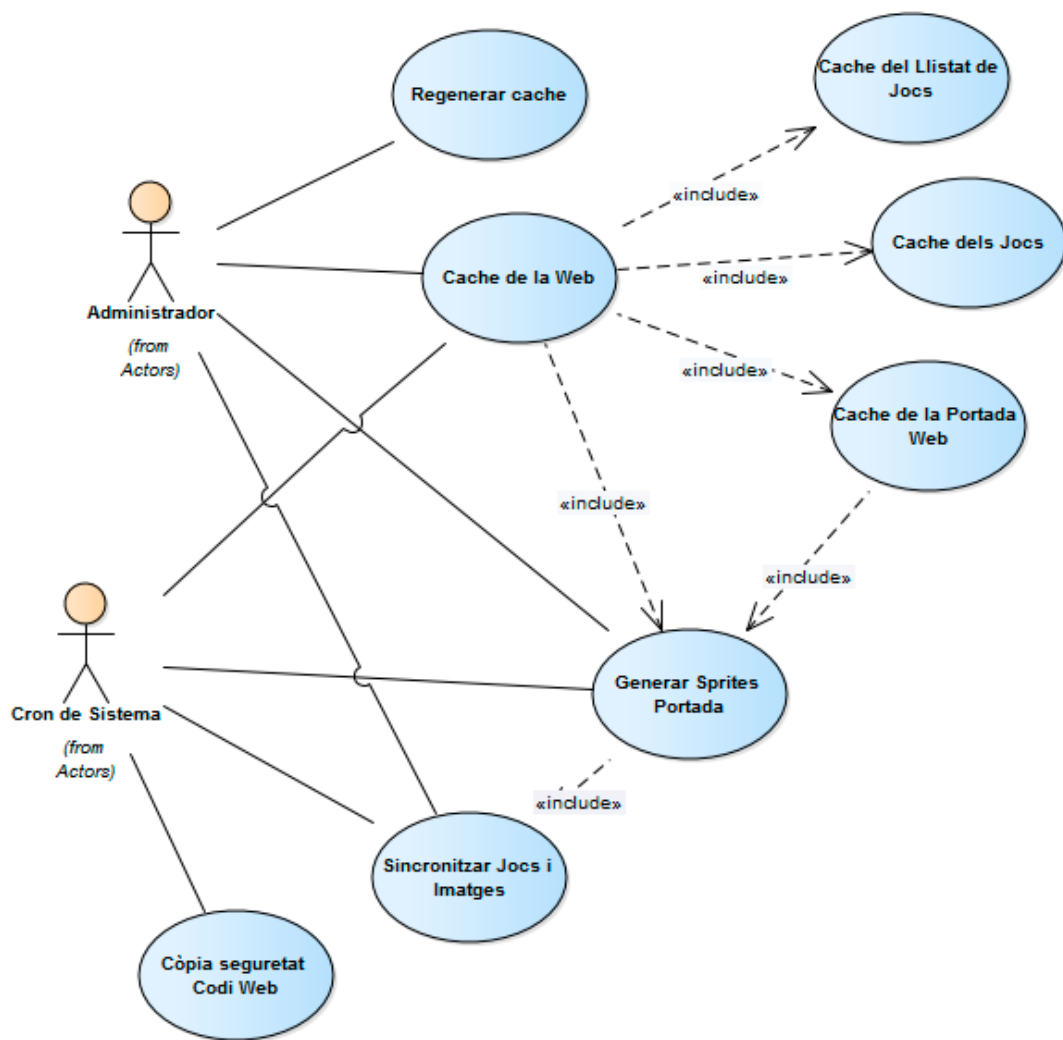 Cache del Llistat de
Jocs
Regenerar cache
«include»
Cache dels Jocs
Cache de la Web
«include»
Administrador
(from
Actors)
«include»
Cache de la Portada
Web
«include»
«include»
Generar Sprites
Portada
Cron de Sistema
(from
Actors)
«include»
Sincronitzar Jocs i
Imatges
Còpia seguretat
Codi Web